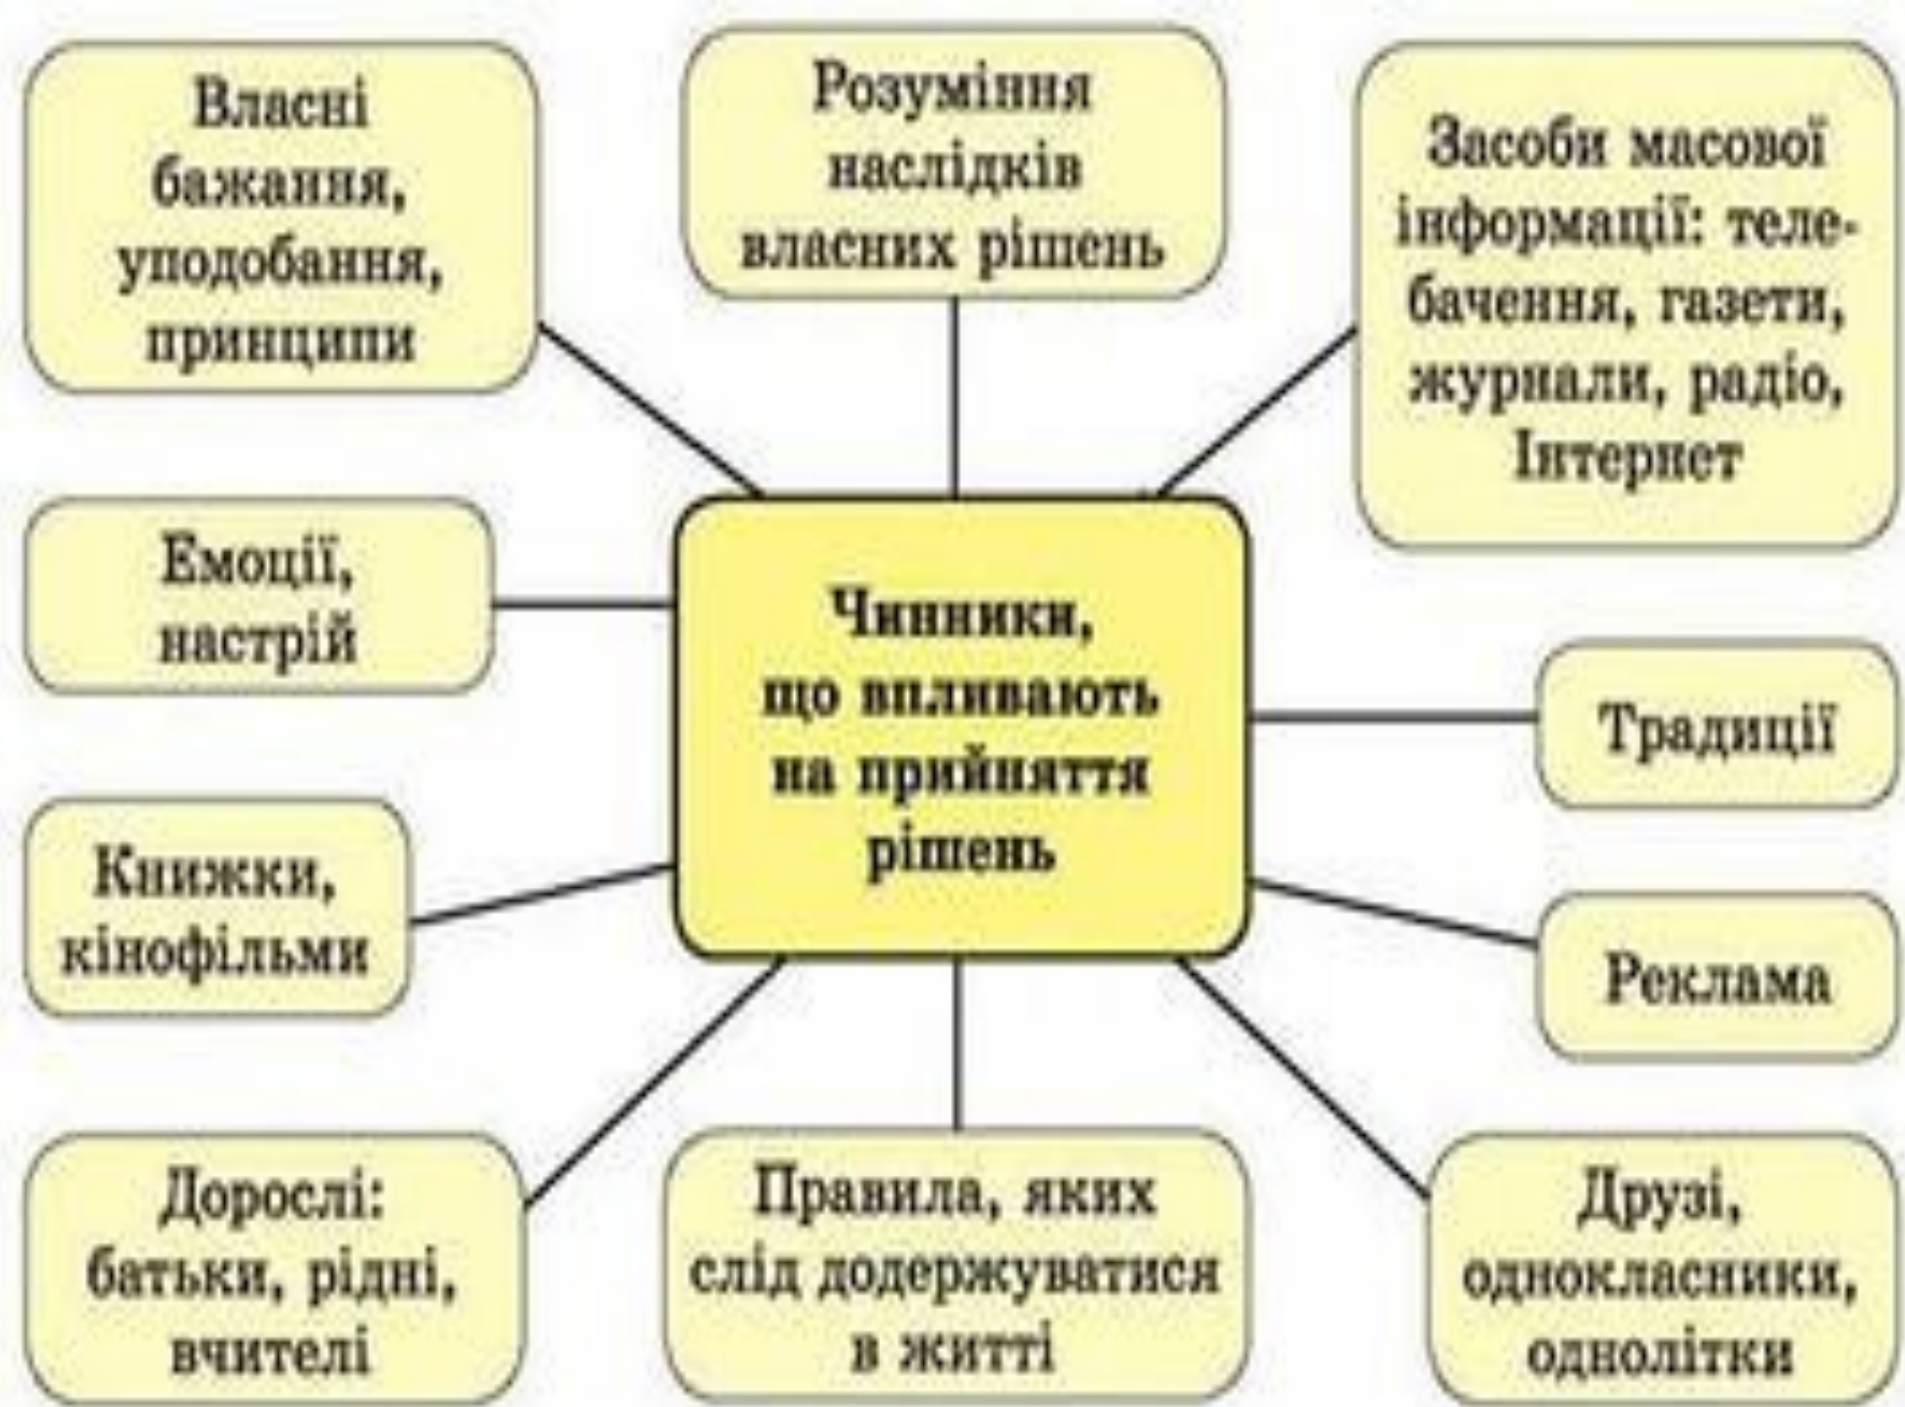 Власні
бажання,
уподобання,
принципи
Розуміння
наслідків
власних рішень
Засоби масової
інформації: теле-
бачення, газети,
журнали, радіо,
Інтернет
Емоції,
настрій
Чинники,
що впливають
на прийняття
рішень
Традиції
Книжки,
кінофільми
Реклама
Дорослі:
батьки, рідні,
вчителі
Правила, яких
слід додержуватися
в житті
Друзі,
однокласники,
однолітки